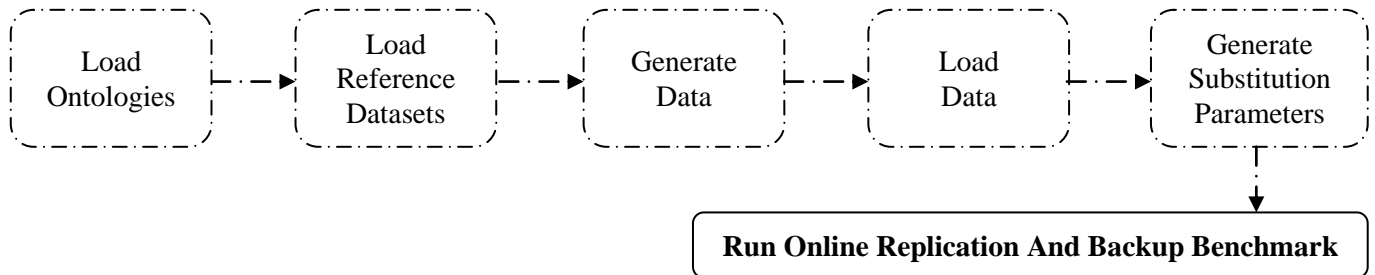 Load
Ontologies
Load
Reference
Datasets
Generate
Data
Load
Data
Generate
Substitution
Parameters
Run Online Replication And Backup Benchmark